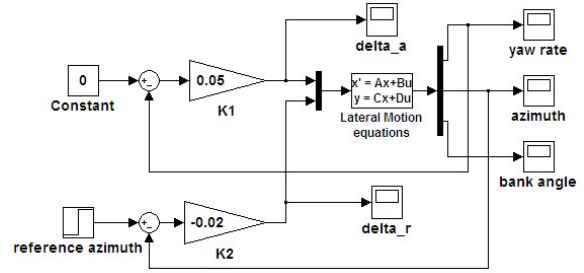 delta_a
yaw rate
0
Constant
0.05
K1
x' = Ax+Bu
y = Cx+Du
Lateral Motion
equations
azimuth
bank angle
reference azimuth
-0.02
K2
delta_r